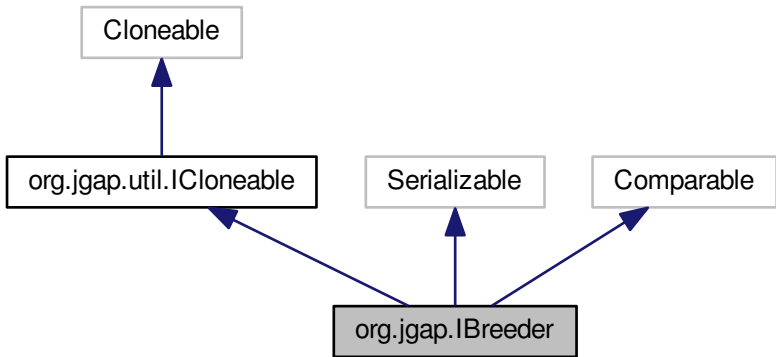 Cloneable
org.jgap.util.ICloneable
Serializable
Comparable
org.jgap.IBreeder